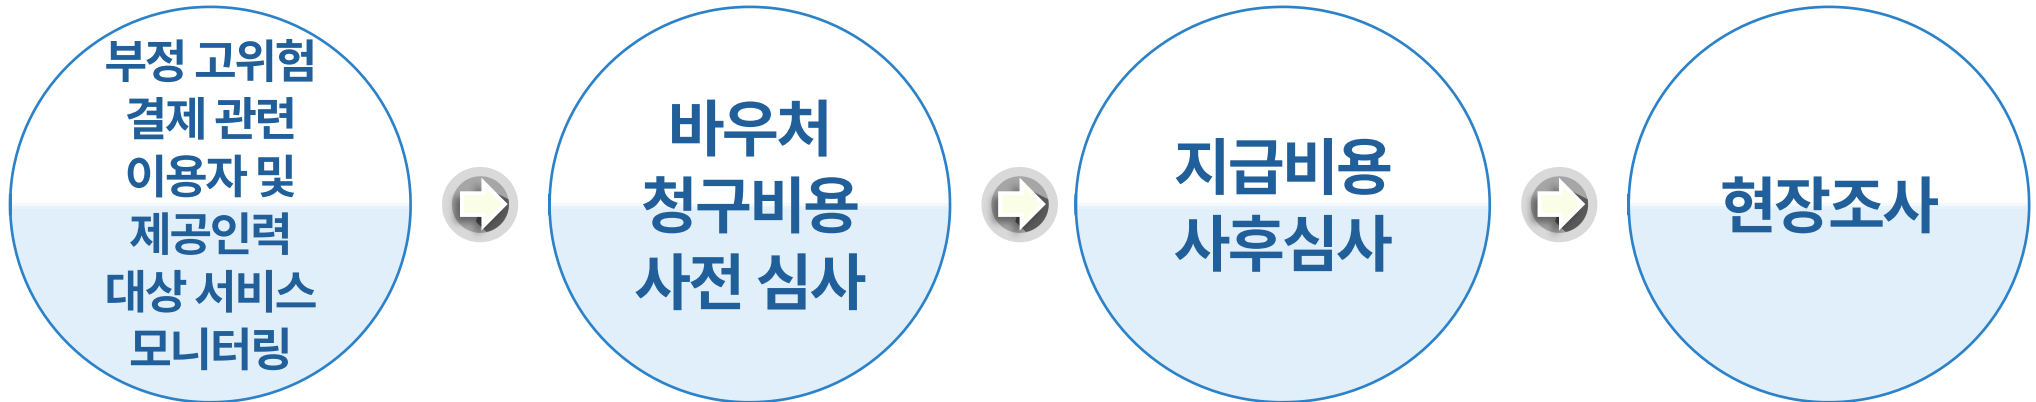 부정 고위험
결제 관련
이용자 및
제공인력
대상 서비스
모니터링
바우처
청구비용
사전 심사
지급비용
사후심사
현장조사